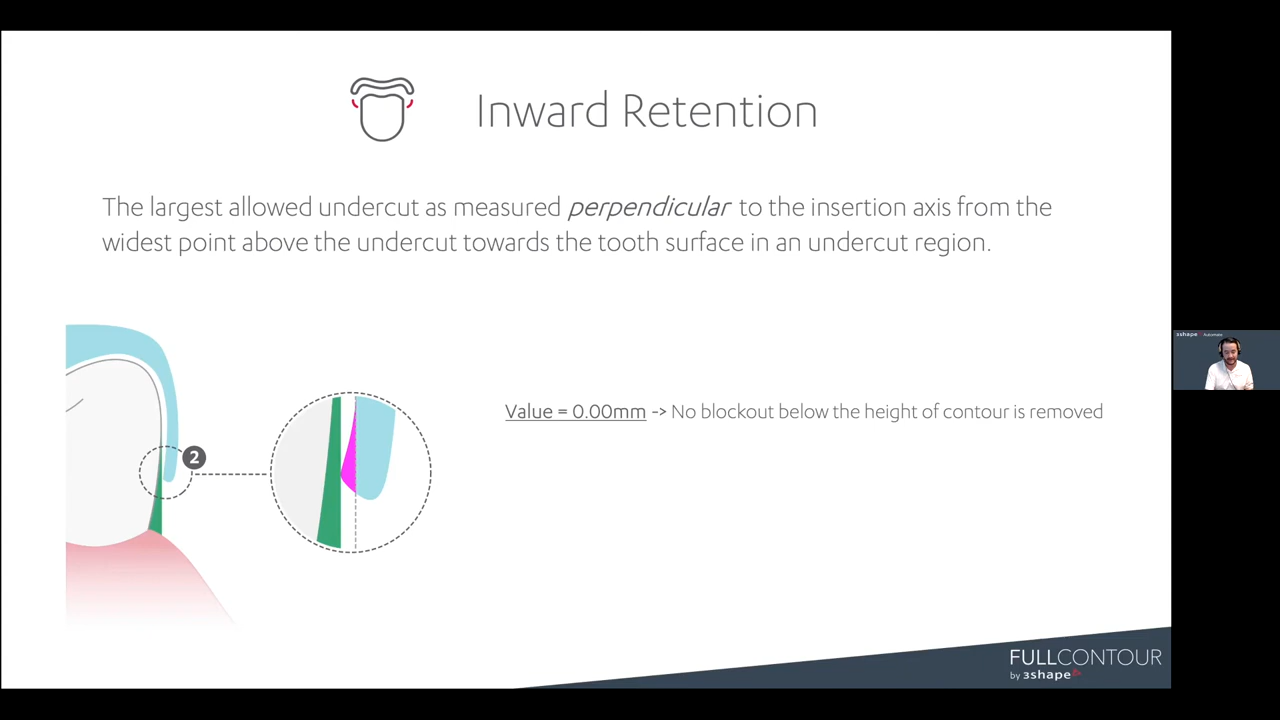 Inward Retention
The largest allowed undercut as measured perpendicular to the insertion axis from the
widest point above the undercut towards the tooth surface in an undercut region.
2
Value = 0.00mm -> No blockout below the height of contour is removed
3shape Automate
FULLCONTOUR
by 3shape